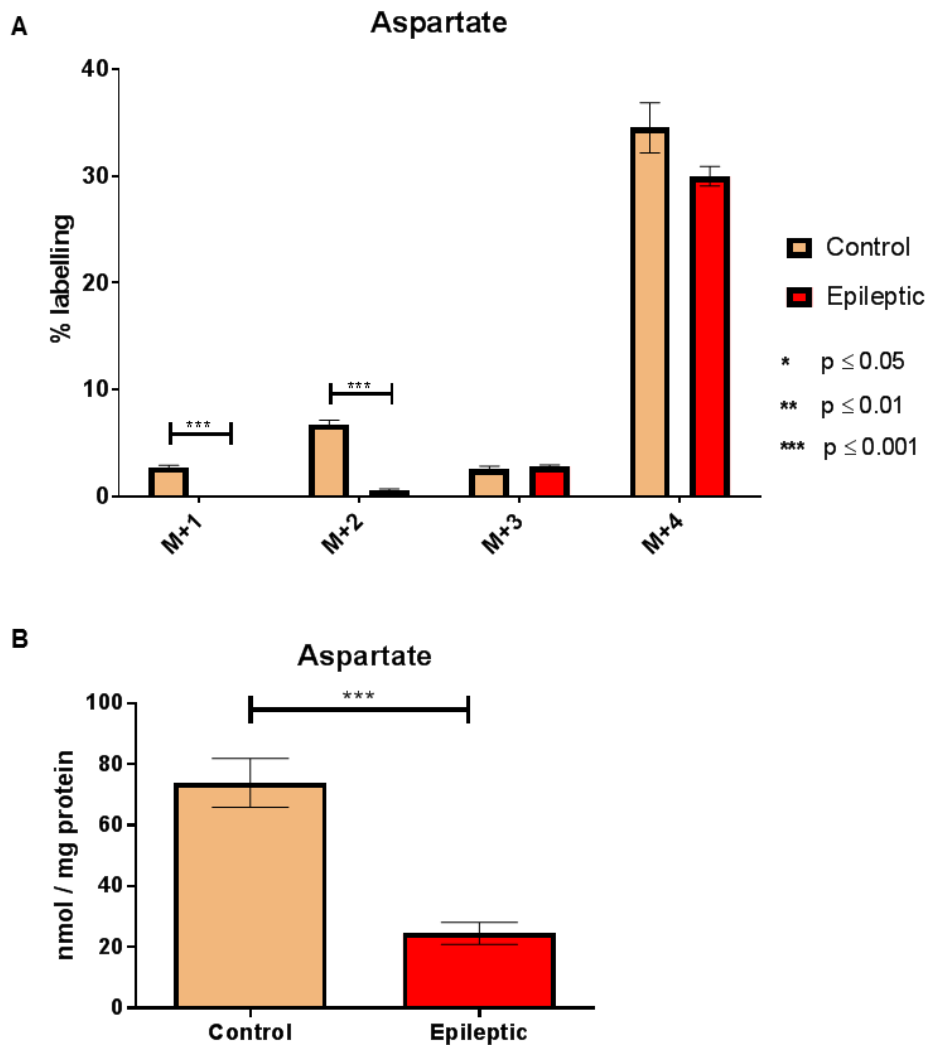 A
Aspartate
40
30
20
10
0
% labelling
***
***
M+1
M+2
M+3
M+4
Control
Epileptic
* p ≤ 0.05
** p ≤ 0.01
*** p ≤ 0.001
B
Aspartate
***
100
80
60
40
20
0
nmol / mg protein
Control
Epileptic